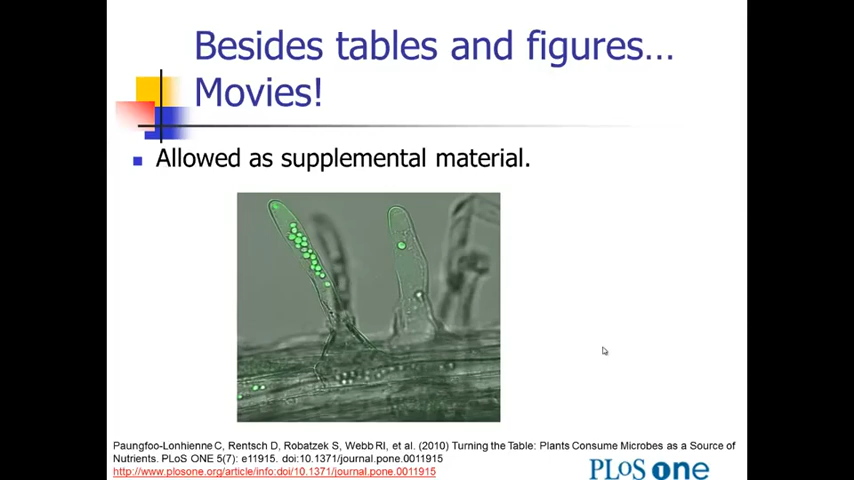 Besides tables and figures…
Movies!
Allowed as supplemental material.
Paungfoo-Lonhienne C, Rentsch D, Robatzek S, Webb RI, et al. (2010) Turning the Table: Plants Consume Microbes as a Source of
Nutrients. PLoS ONE 5(7): e11915. doi:10.1371/journal.pone.0011915
http://www.plosone.org/article/info:doi/10.1371/journal.pone.0011915
PLoS one